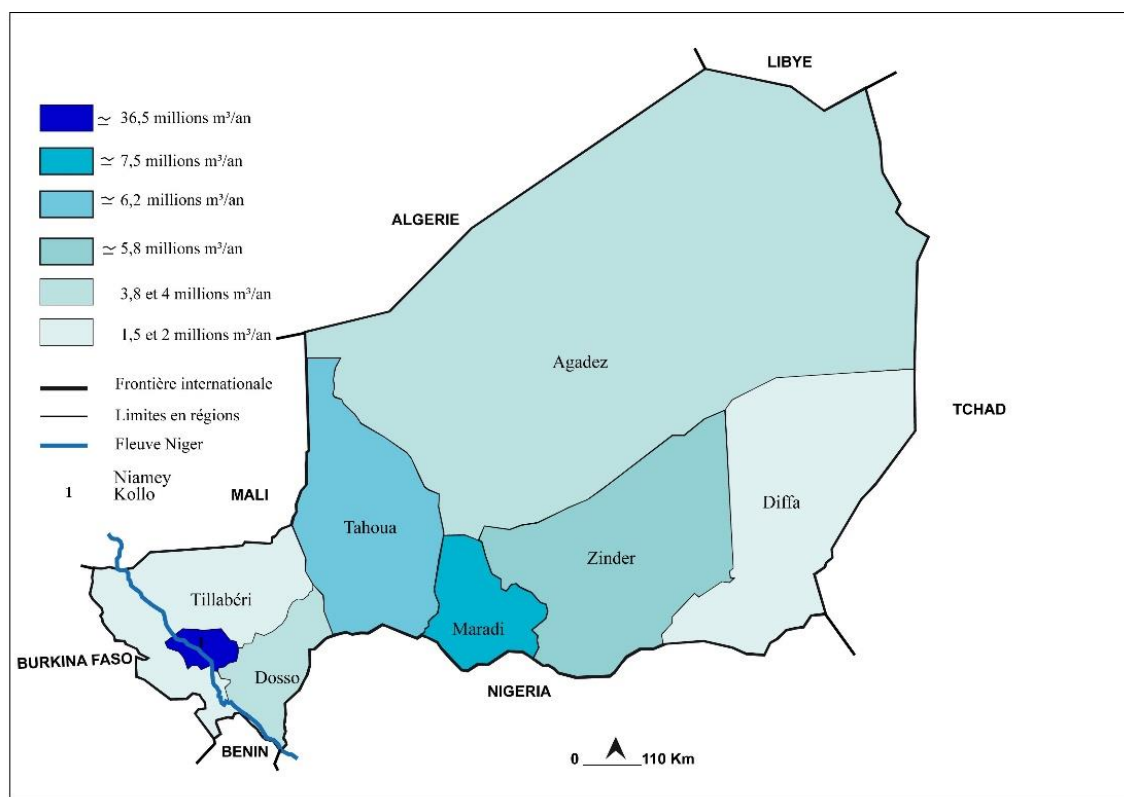 ≃ 36,5 millions m³/an
≃ 7,5 millions m³/an
≃ 6,2 millions m³/an
≃ 5,8 millions m³/an
3,8 et 4 millions m³/an
1,5 et 2 millions m³/an
Frontière internationale
Limites en régions
Fleuve Niger
1 Niamey
Kollo
LIBYE
ALGERIE
Agadez
TCHAD
MALI
Tahoua
Diffa
Zinder
Tillabéri
1
Maradi
BURKINA FASO
Dosso
NIGERIA
BENIN
0 110 Km